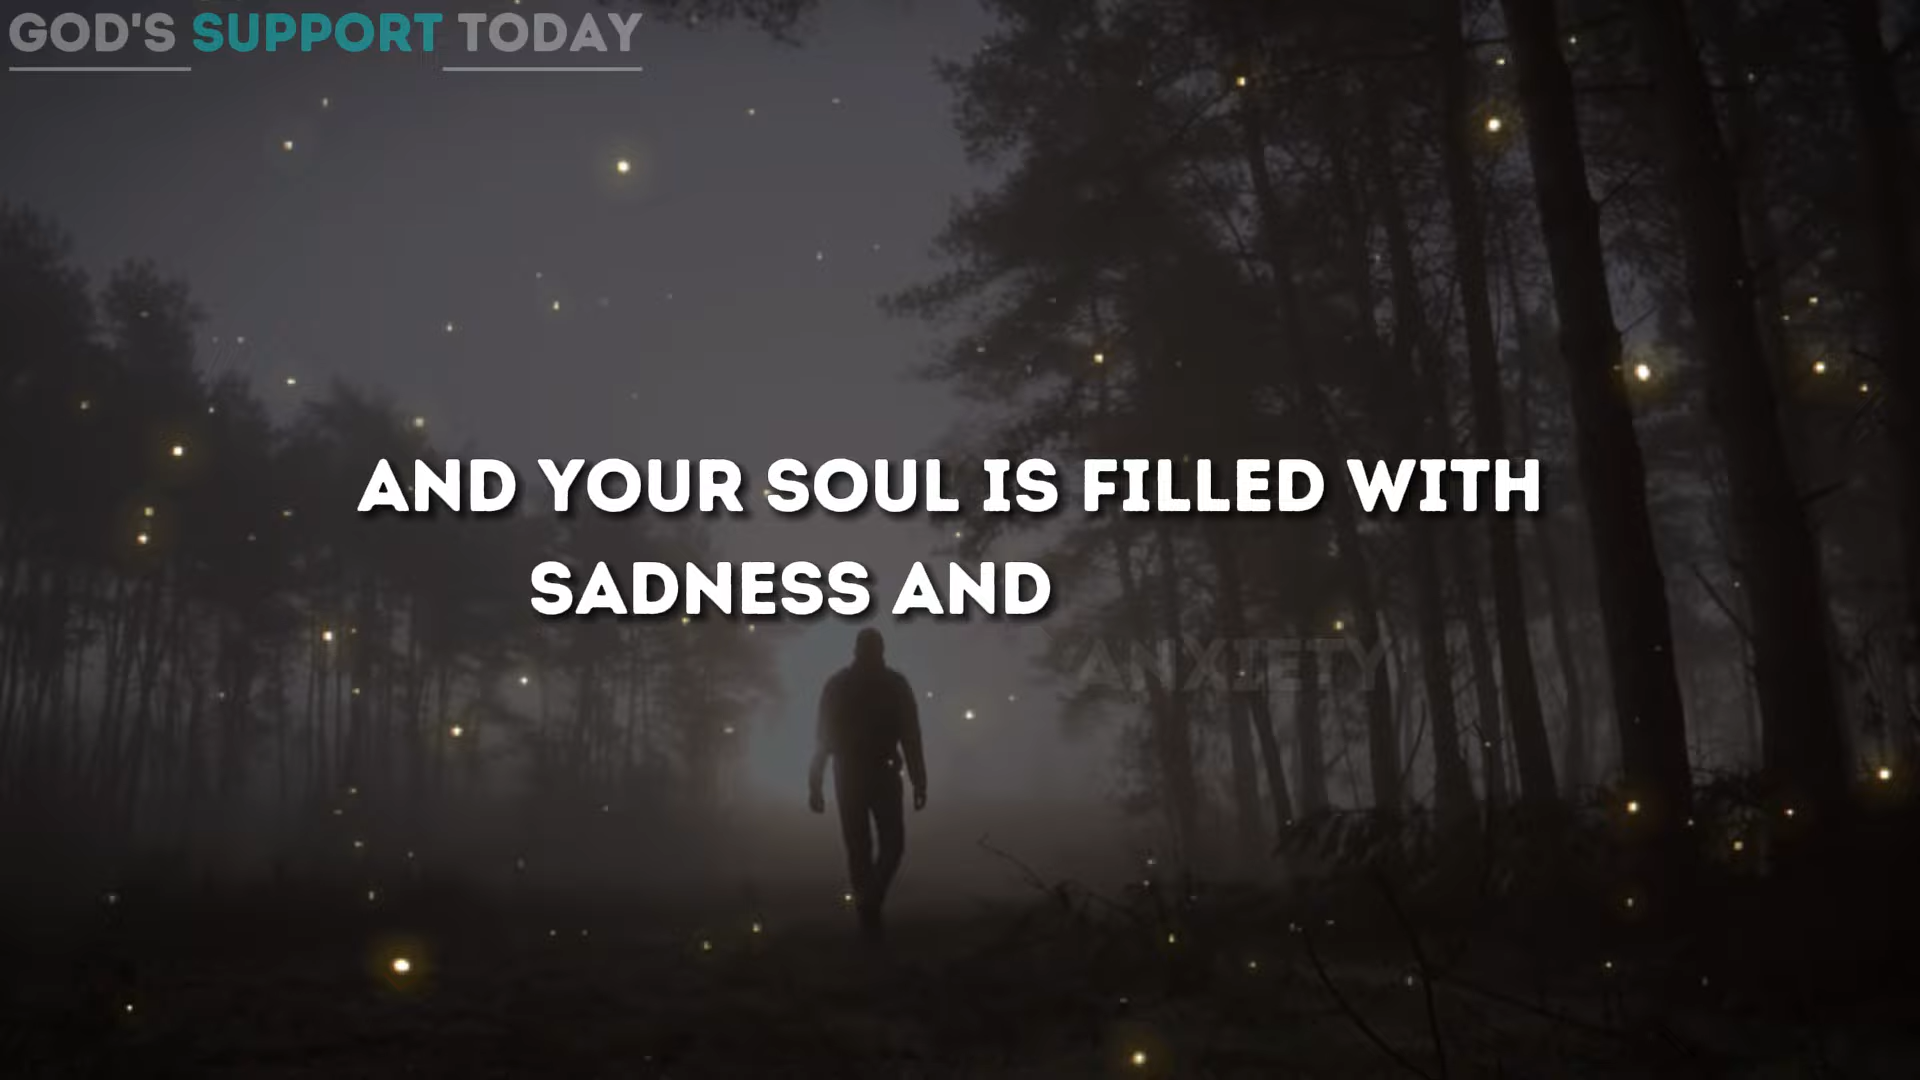 GOD'S SUPPORT TODAY
AND YOUR SOUL IS FILLED WITH
SADNESS AND
ANXIETY